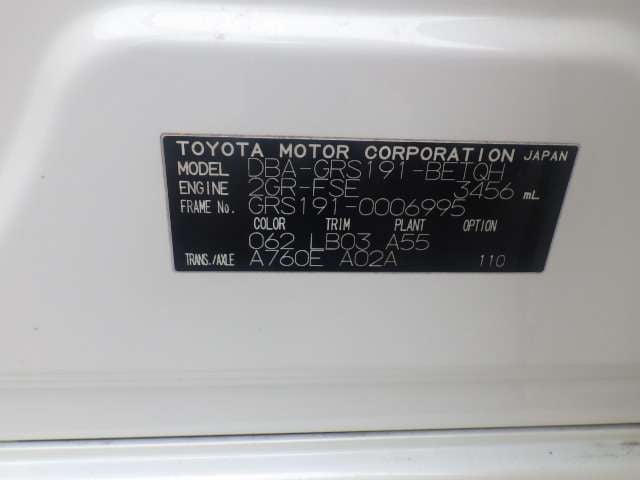 TOYOTA MOTOR CORPORATION JAPAN
MODEL DBA-GRS191-BETQH
ENGINE 2GR-FSE 3456 mL
FRAME No. GRS191-0006995
COLOR TRIM PLANT OPTION
062 LB03 A55
TRANS./AXLE A760E A02A 110